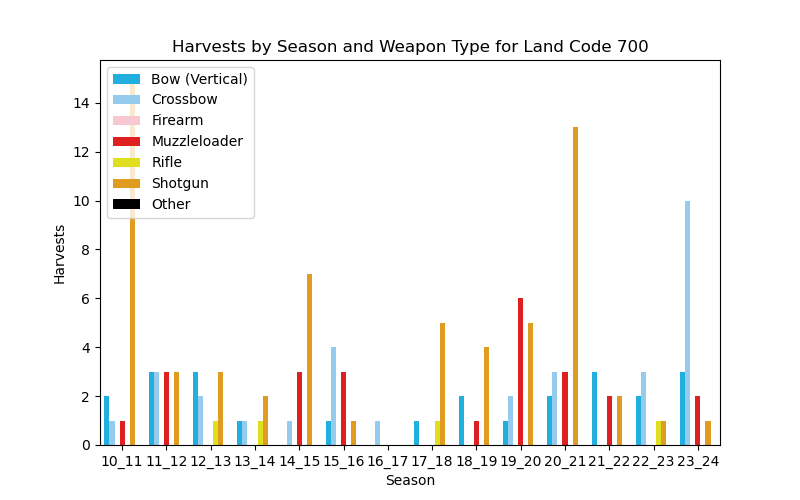 Harvests by Season and Weapon Type for Land Code 700
Bow (Vertical)
Crossbow
Firearm
Muzzleloader
Rifle
Shotgun
Other
14
12
10
8
6
4
2
0
Harvests
10_11 11_12 12_13 13_14 14_15 15_16 16_17 17_18 18_19 19_20 20_21 21_22 22_23 23_24
Season